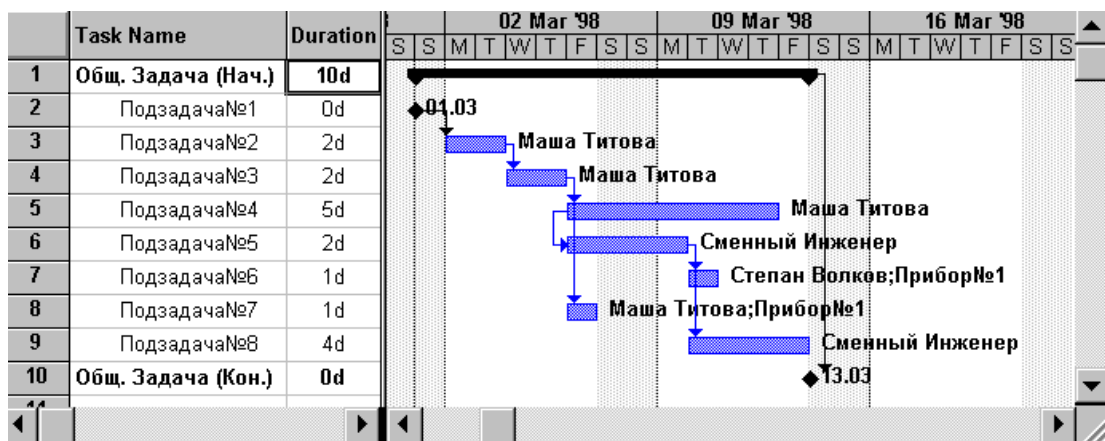 02 Mar '98 09 Mar '98 16 Mar '98
Task Name Duration S S M T W T F S S M T W T F S S M T W T F S S
1 Общ. Задача (Нач.) 10d
2 Подзадача№1 0d 01.03
3 Подзадача№2 2d Маша Титова
4 Подзадача№3 2d Маша Титова
5 Подзадача№4 5d Маша Титова
6 Подзадача№5 2d Сменный Инженер
7 Подзадача№6 1d Степан Волков;Прибор№1
8 Подзадача№7 1d Маша Титова;Прибор№1
9 Подзадача№8 4d Сменный Инженер
10 Общ. Задача (Кон.) 0d 13.03